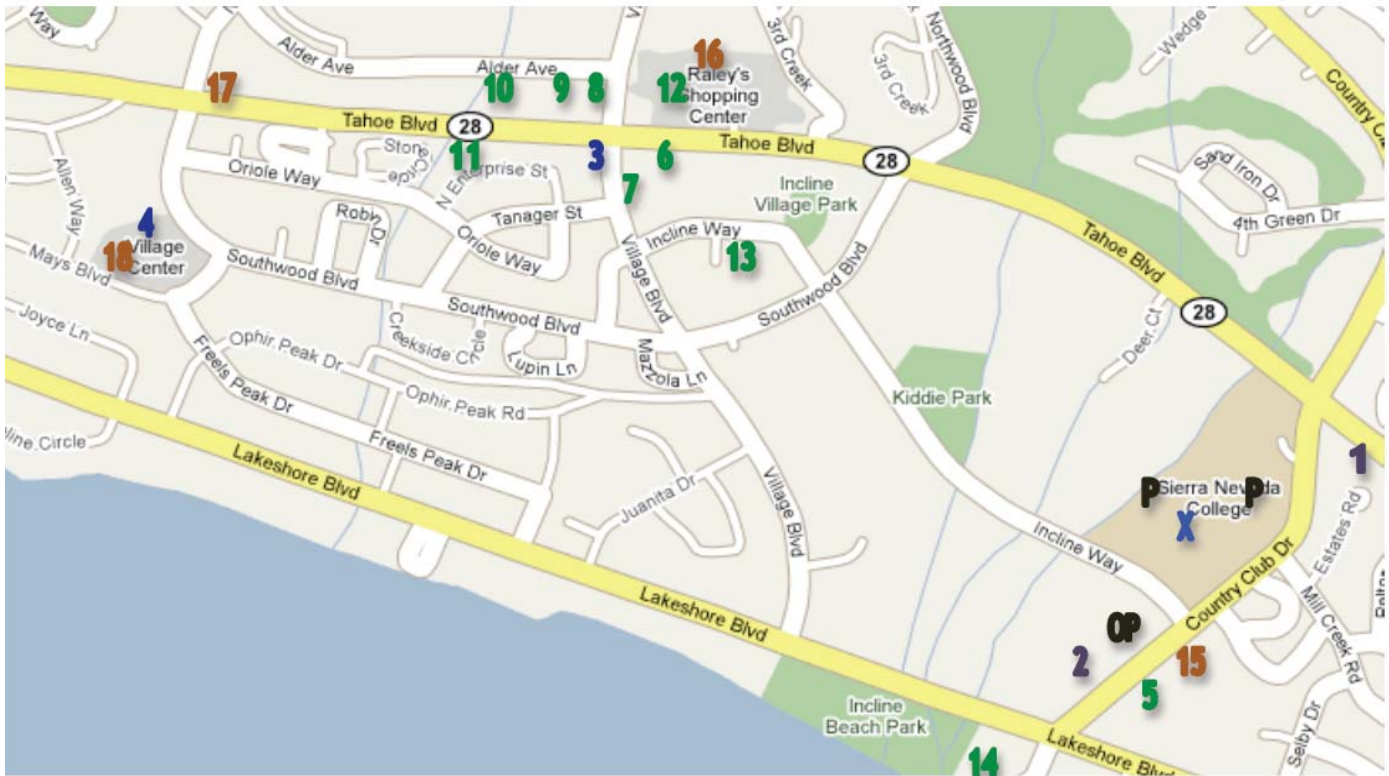 Way
Alder Ave
Alder Ave
17
10
9
8
12
16
Raley's
Shopping
Center
3rd Creek
3rd Creek
Northwood Blvd
Wedge
Country C
Tahoe Blvd
28
Tahoe Blvd
28
11
3
6
7
Stone
Circle
N Enterprise St
Oriole Way
Tanager St
Robl Dr
Oriole Way
Allen Way
4
18
Village
Center
Mays Blvd
Southwood Blvd
Incline
Village Park
Incline Way
13
Village Blvd
Southwood Blvd
Southwood Blvd
Sand Iron Dr
4th Green Dr
Tahoe Blvd
28
Deer Ct
Joyce Ln
Ophir Peak Dr
Creekside Circle
Lupin Ln
Mazzola Ln
Freels Peak Dr
Ophir Peak Rd
Kiddie Park
line Circle
Freels Peak Dr
Lakeshore Blvd
Juanita Dr
Village Blvd
1
P
P
Sierra Nevada
College
X
Estates Rd
Incline Way
Country Club Dr
Mill Creek Rd
Lakeshore Blvd
OP
2
15
5
Incline
Beach Park
14
Lakeshore Blvd
Selby Dr